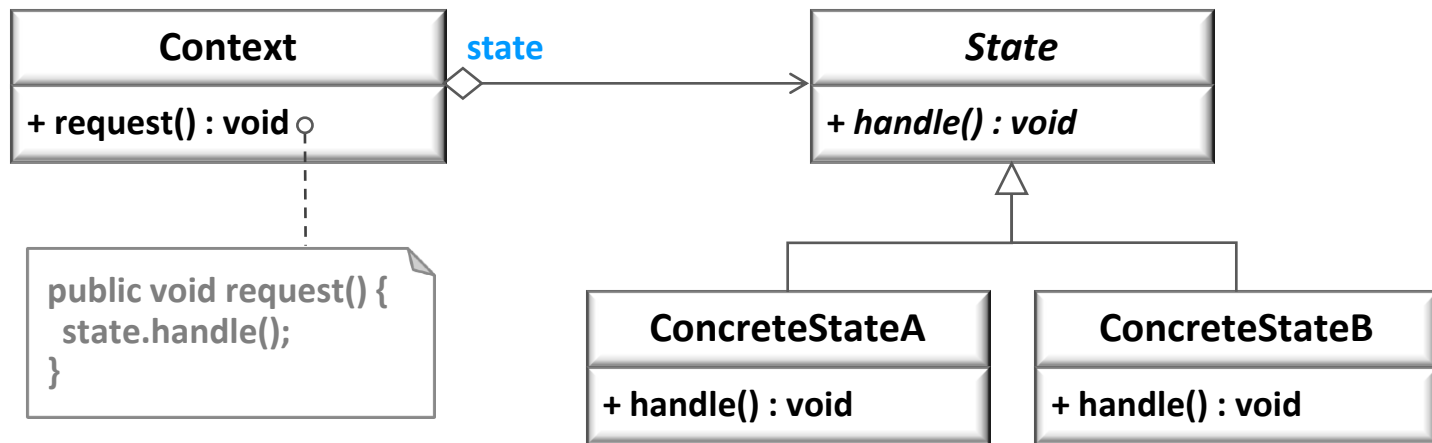 Context
state
State
+ request() : void
+ handle() : void
public void request() {
state.handle();
}
ConcreteStateA
ConcreteStateB
+ handle() : void
+ handle() : void